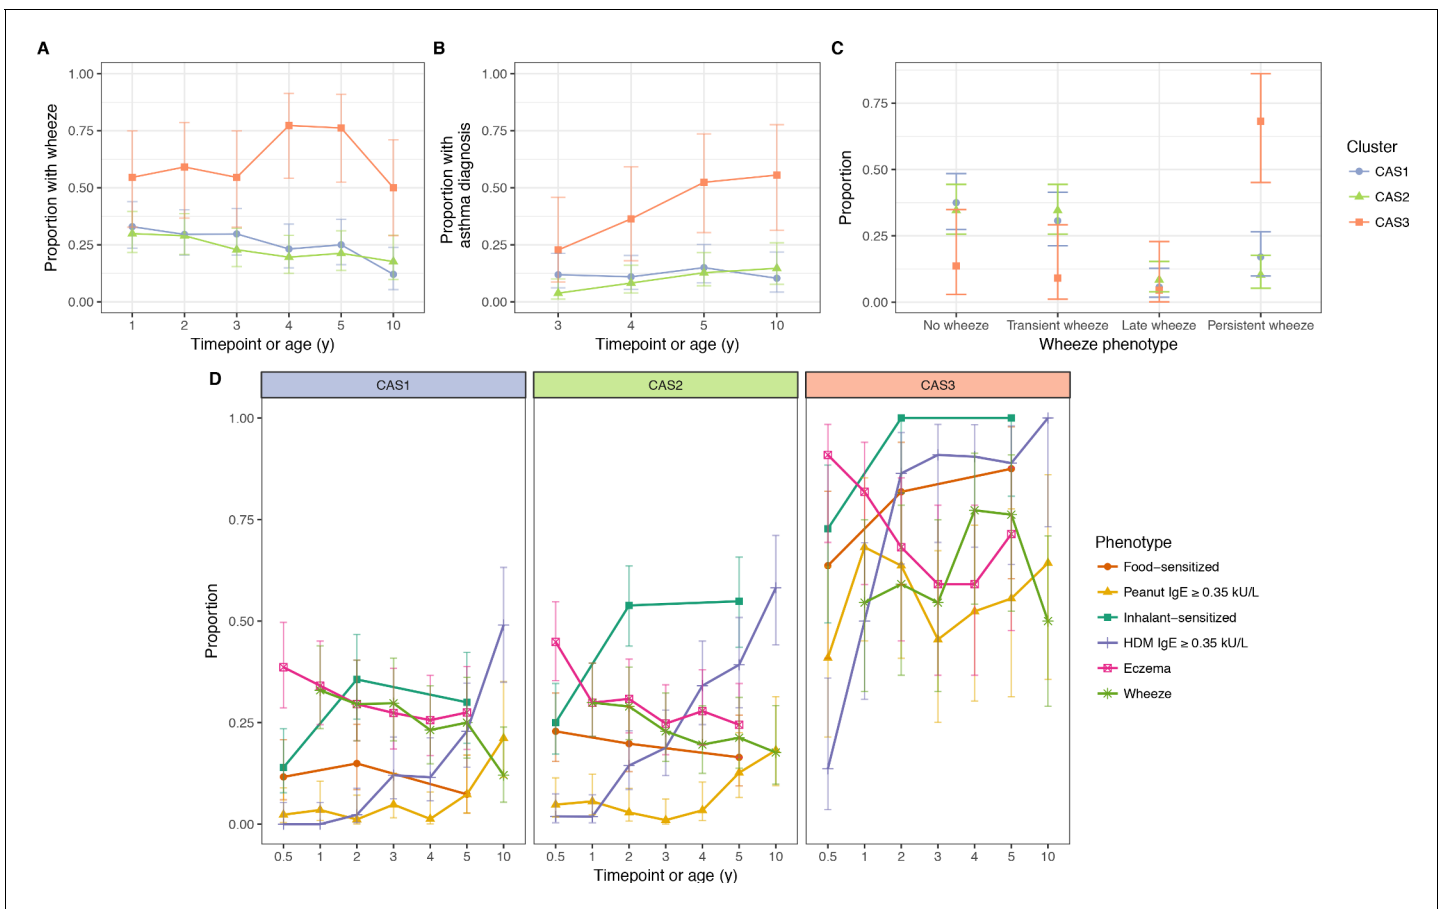 A
B
C
Proportion with wheeze
1.00
0.75
0.50
0.25
0.00
1 2 3 4 5 10
Timepoint or age (y)
Proportion with
asthma diagnosis
1.00
0.75
0.50
0.25
0.00
3 4 5 10
Timepoint or age (y)
Proportion
0.75
0.50
0.25
0.00
No wheeze Transient wheeze Late wheeze Persistent wheeze
Wheeze phenotype
Cluster
CAS1
CAS2
CAS3
D
CAS1 CAS2 CAS3
Proportion
1.00
0.75
0.50
0.25
0.00
0.5 1 2 3 4 5 10 0.5 1 2 3 4 5 10 0.5 1 2 3 4 5 10
Timepoint or age (y)
Phenotype
Food−sensitized
Peanut IgE ≥ 0.35 kU/L
Inhalant−sensitized
HDM IgE ≥ 0.35 kU/L
Eczema
Wheeze